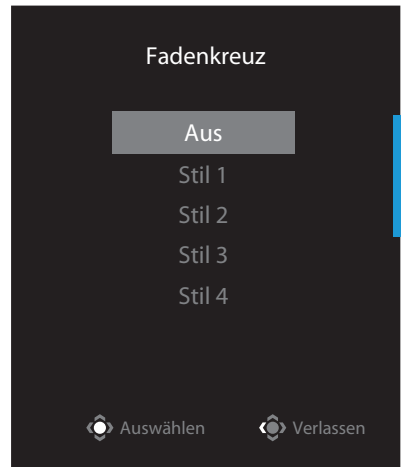 Fadenkreuz
Aus
Stil 1
Stil 2
Stil 3
Stil 4
Auswählen Verlassen